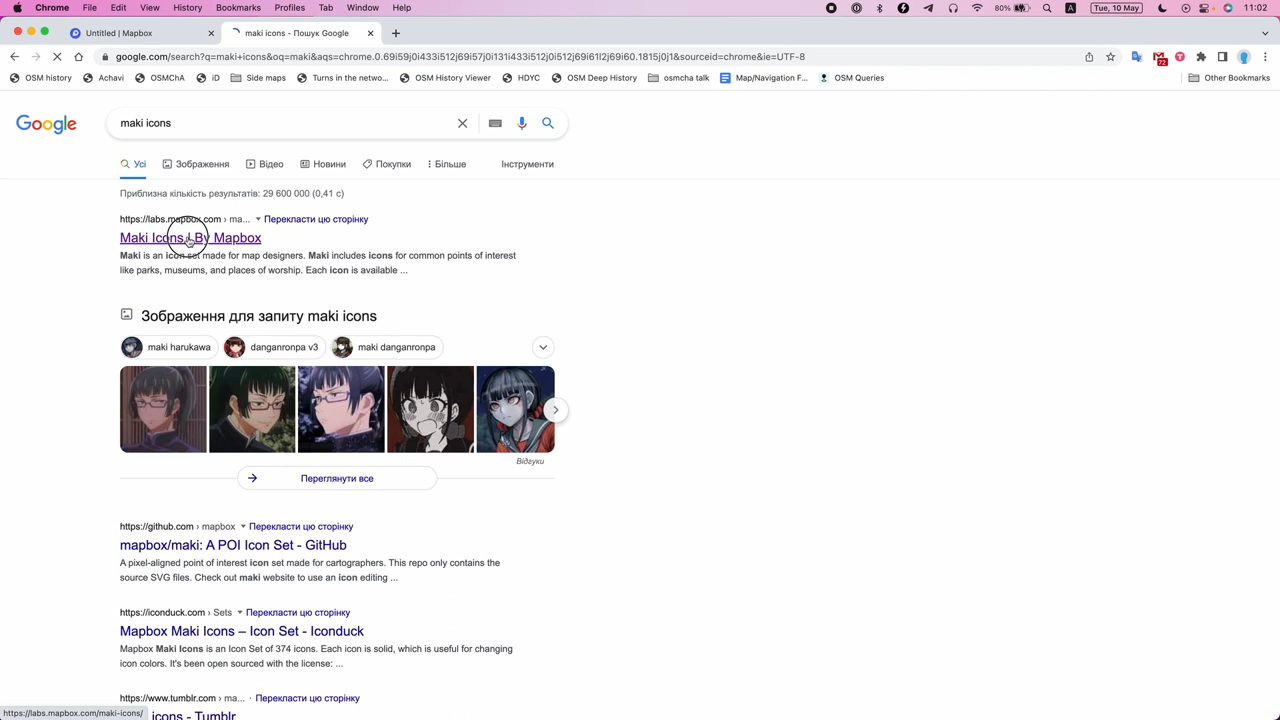 Chrome File Edit View History Bookmarks Profiles Tab Window Help
80% A Tue, 10 May 11:02
Untitled | Mapbox
maki icons - Пошук Google
google.com/search?q=maki+icons&oq=maki&aqs=chrome.0.69i59j0i433i512j69i57j0i131i433i512j0i512j69i61l2j69i60.1815j0j1&sourceid=chrome&ie=UTF-8
72
OSM history Achavi OSMChA iD Side maps Turns in the netwo... OSM History Viewer HDYC OSM Deep History osmcha talk Map/Navigation F... OSM Queries Other Bookmarks
Google
maki icons
Усі Зображення Відео Новини Покупки Більше Інструменти
Приблизна кількість результатів: 29 600 000 (0,41 с)
https://labs.mapbox.com › ma... Перекласти цю сторінку
Maki Icons | By Mapbox
Maki is an icon set made for map designers. Maki includes icons for common points of interest
like parks, museums, and places of worship. Each icon is available ...
Зображення для запиту maki icons
maki harukawa danganronpa v3 maki danganronpa
Відгуки
Переглянути все
https://github.com › mapbox Перекласти цю сторінку
mapbox/maki: A POI Icon Set - GitHub
A pixel-aligned point of interest icon set made for cartographers. This repo only contains the
source SVG files. Check out maki website to use an icon editing ...
https://iconduck.com › Sets Перекласти цю сторінку
Mapbox Maki Icons – Icon Set - Iconduck
Mapbox Maki Icons is an Icon Set of 374 icons. Each icon is solid, which is useful for changing
icon colors. It's been open sourced with the license: ...
https://www.tumblr.com › ma... · Перекласти цю сторінку
icons - Tumblr
https://labs.mapbox.com/maki-icons/